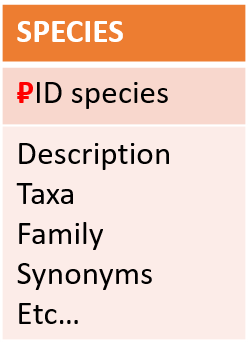 SPECIES
₽ID species
Description
Taxa
Family
Synonyms
Etc...